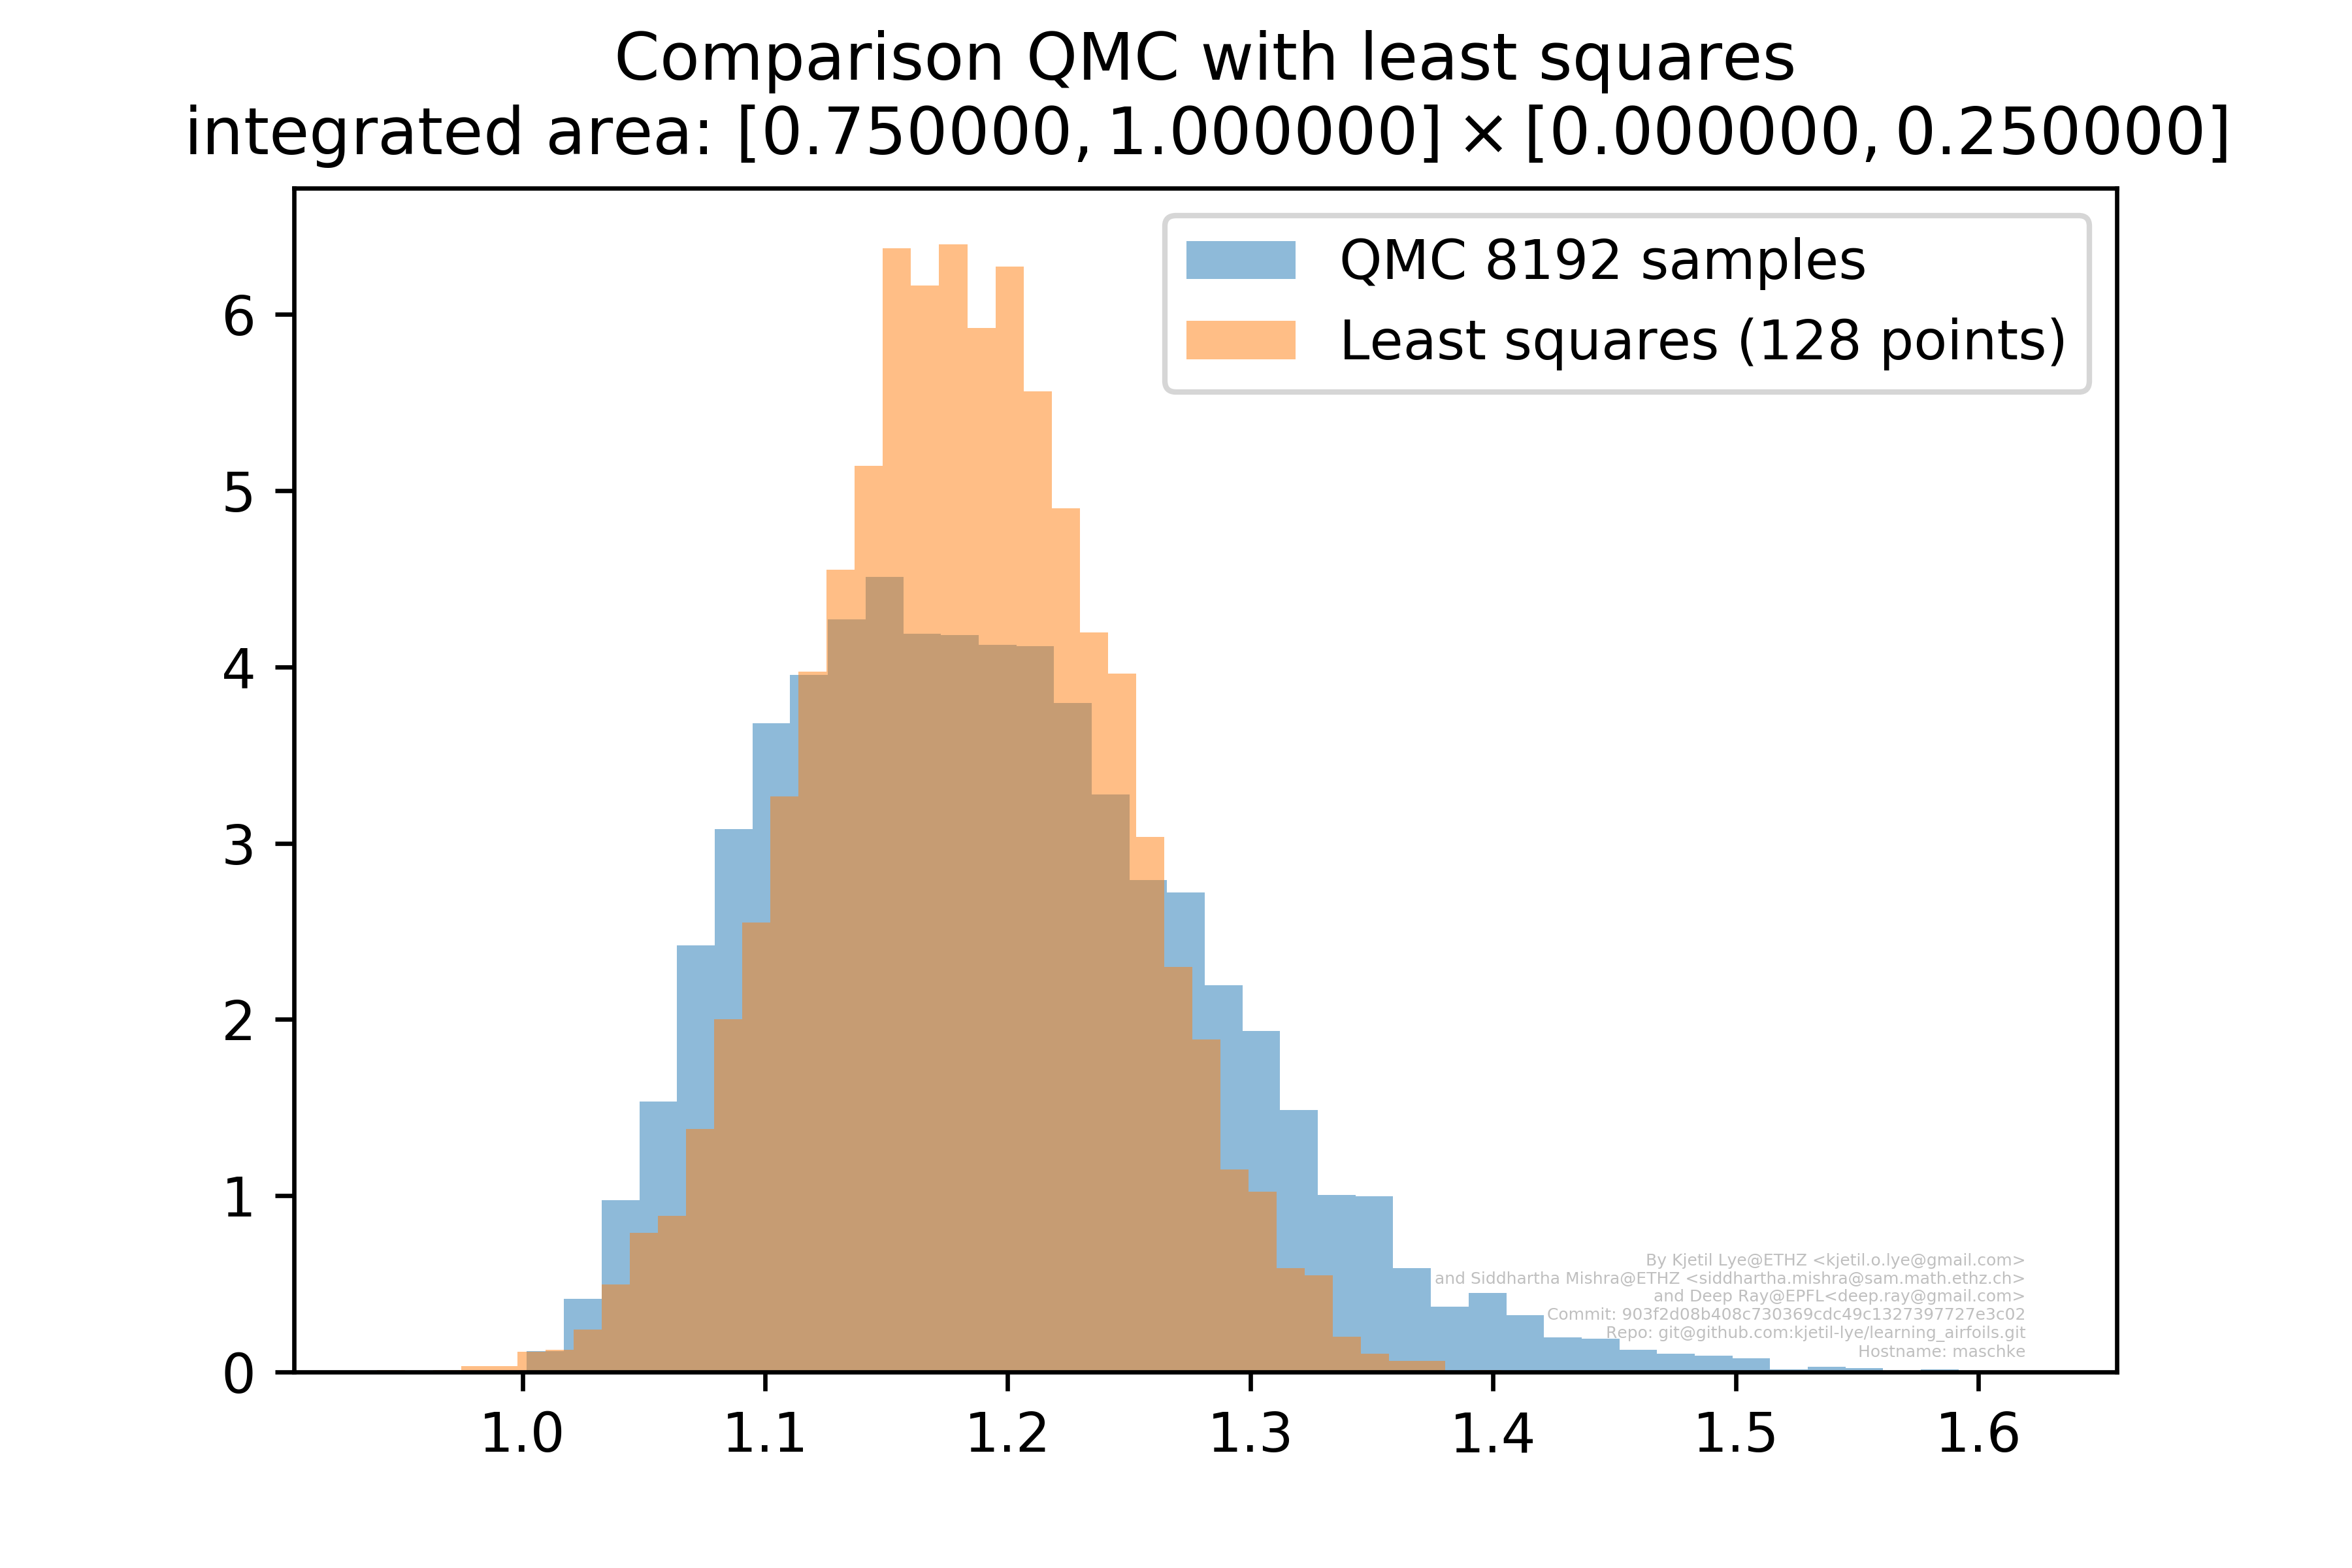 Comparison QMC with least squares
integrated area: [0.750000, 1.000000] × [0.000000, 0.250000]
QMC 8192 samples
Least squares (128 points)
6
5
4
3
2
1
0
By Kjetil Lye@ETHZ <kjetil.o.lye@gmail.com>
and Siddhartha Mishra@ETHZ <siddhartha.mishra@sam.math.ethz.ch>
and Deep Ray@EPFL<deep.ray@gmail.com>
Commit: 903f2d08b408c730369cdc49c1327397727e3c02
Repo: git@github.com:kjetil-lye/learning_airfoils.git
Hostname: maschke
1.0 1.1 1.2 1.3 1.4 1.5 1.6